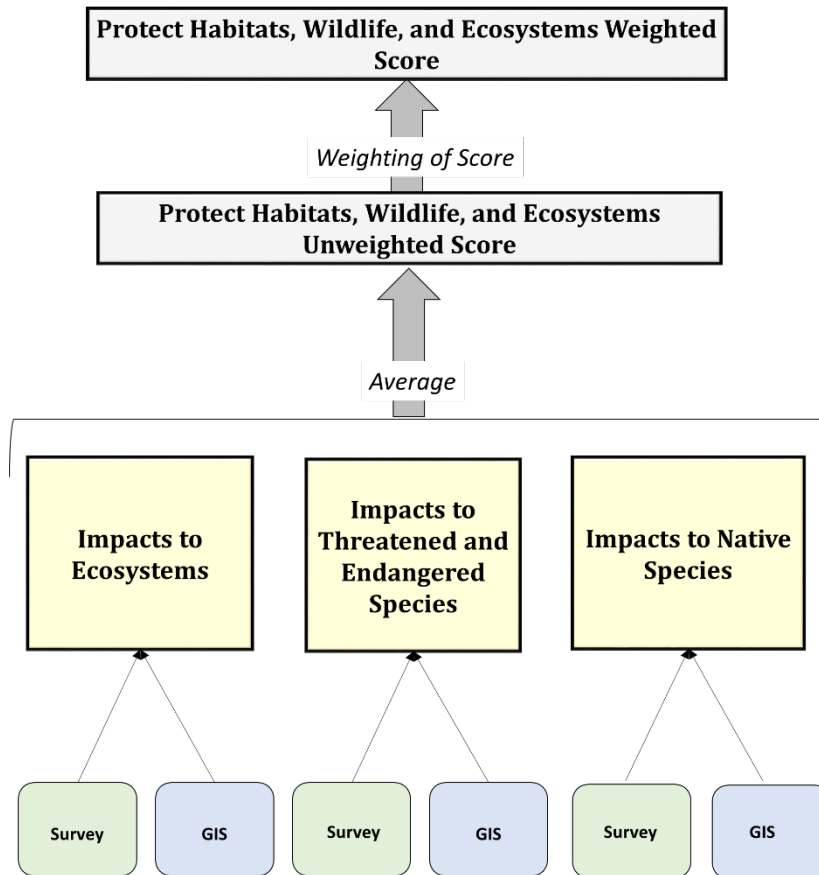 Protect Habitats, Wildlife, and Ecosystems Weighted
Score
Weighting of Score
Protect Habitats, Wildlife, and Ecosystems
Unweighted Score
Average
Impacts to
Ecosystems
Impacts to
Threatened and
Endangered
Species
Impacts to Native
Species
Survey
GIS
Survey
GIS
Survey
GIS